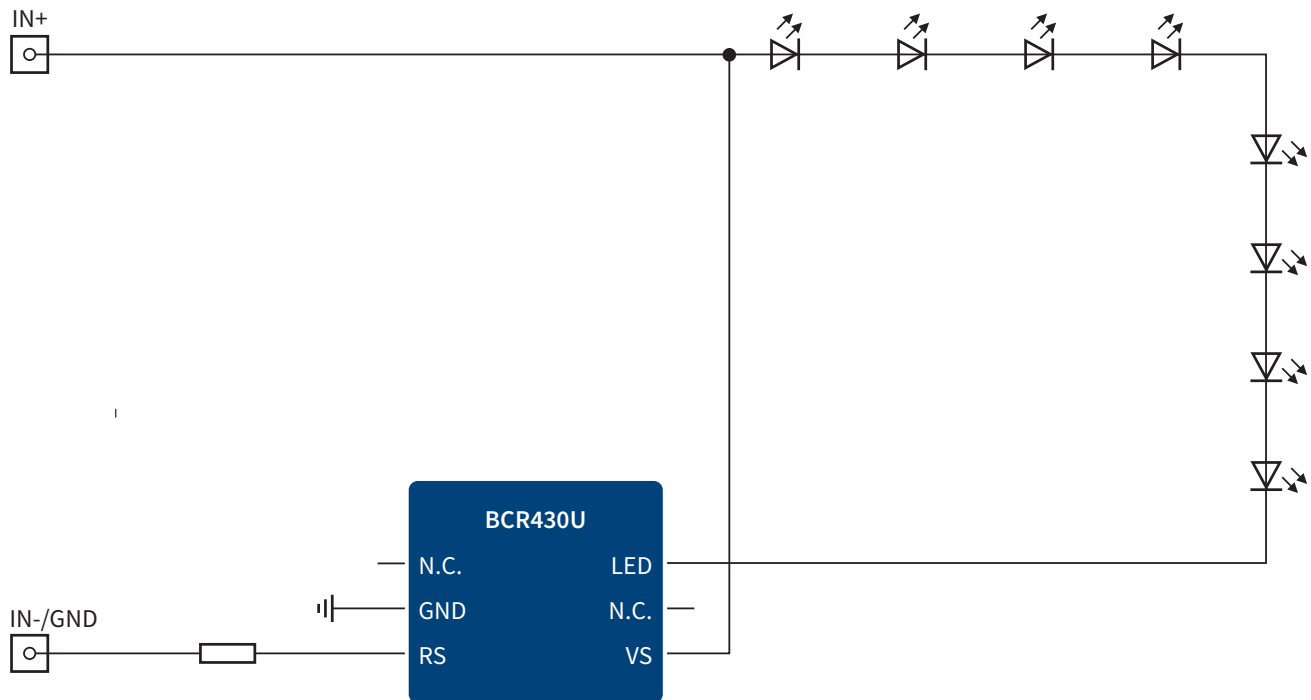 IN+
BCR430U
N.C.
LED
GND
N.C.
IN-/GND
RS
VS